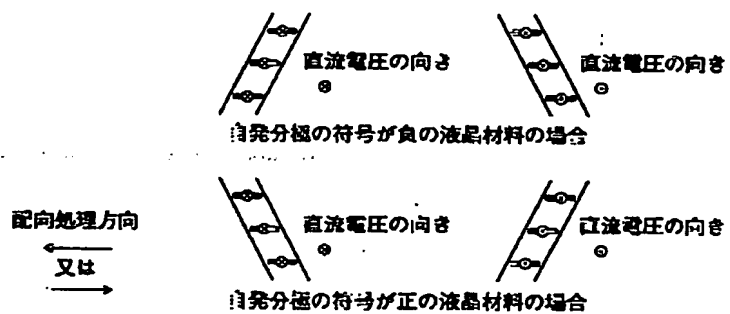 直流電圧の向き
直流電圧の向き
自発分極の符号が負の液晶材料の場合
配向処理方向
又は
直流電圧の向き
直流電圧の向き
自発分極の符号が正の液晶材料の場合